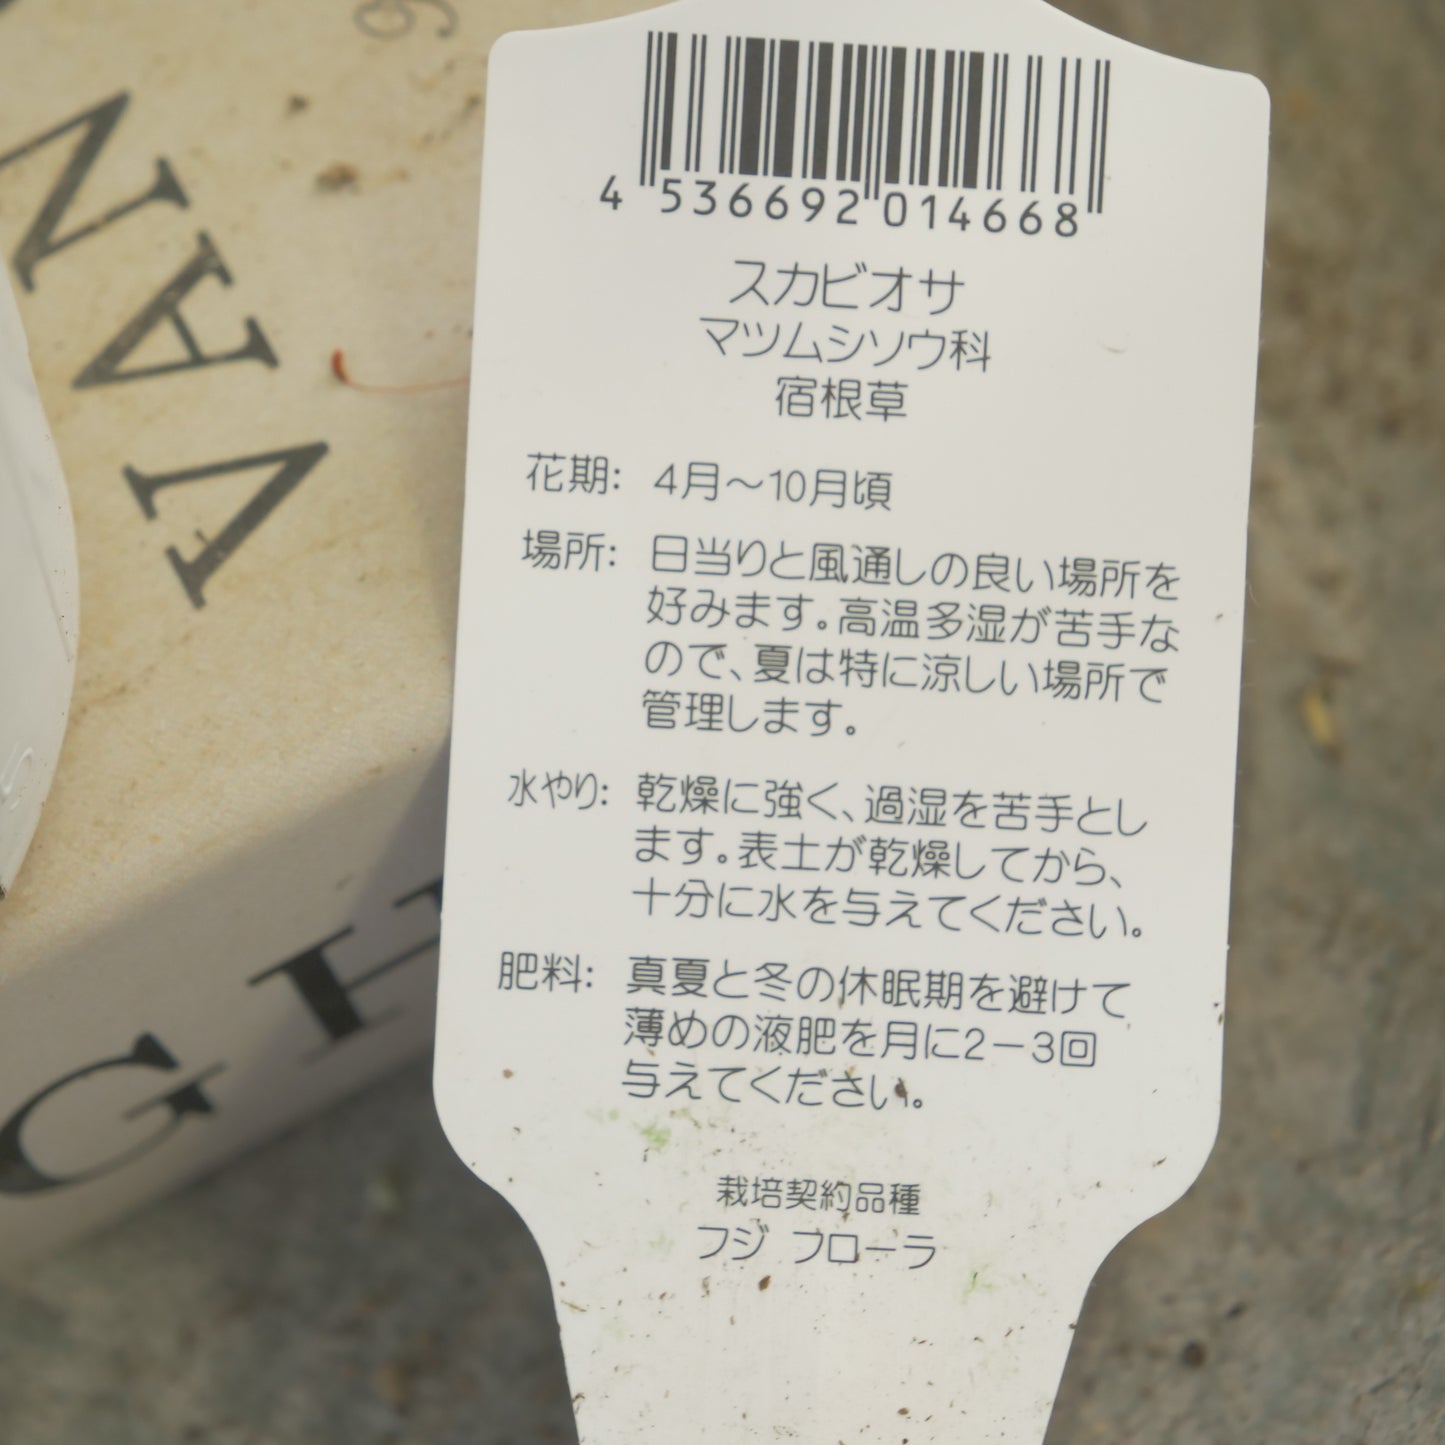 VAN
GH
4 536692 014668
スカビオサ
マツムシソウ科
宿根草
花期: 4月～10月頃
場所: 日当りと風通しの良い場所を
好みます。高温多湿が苦手な
ので、夏は特に涼しい場所で
管理します。
水やり: 乾燥に強く、過湿を苦手とし
ます。表土が乾燥してから、
十分に水を与えてください。
肥料: 真夏と冬の休眠期を避けて
薄めの液肥を月に2－3回
与えてください。
栽培契約品種
フジ フローラ